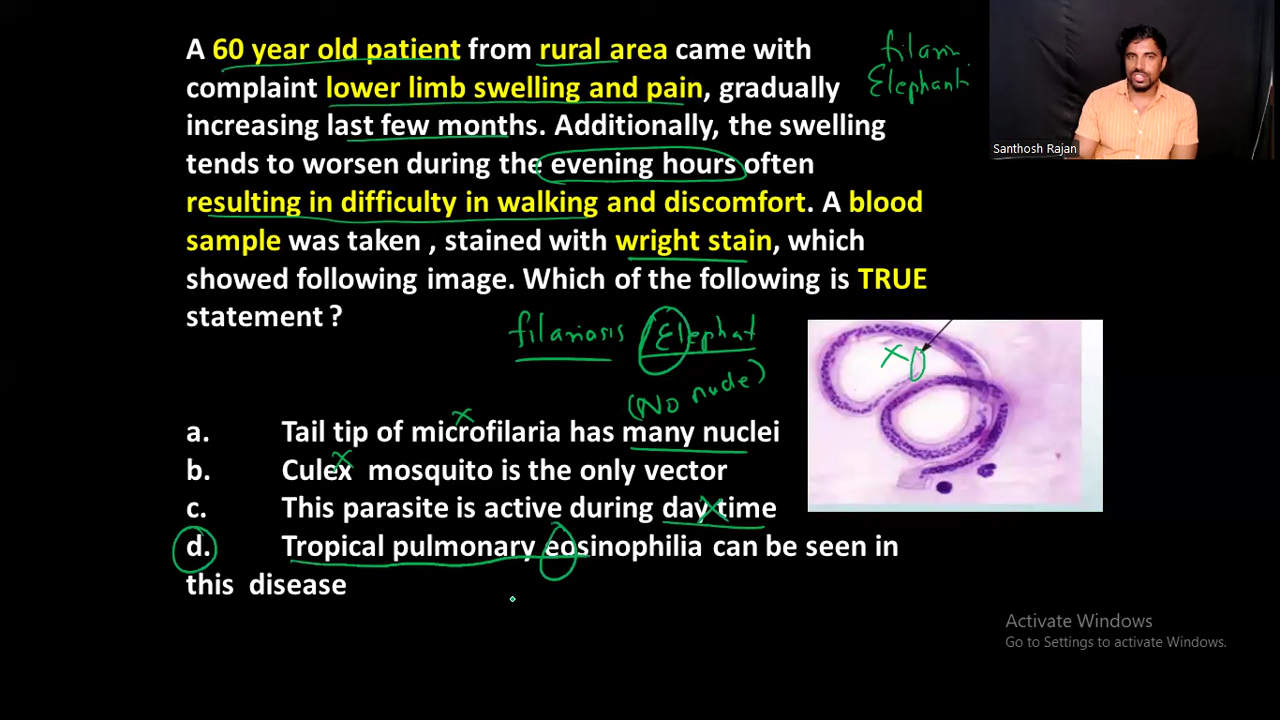 A 60 year old patient from rural area came with
complaint lower limb swelling and pain, gradually
increasing last few months. Additionally, the swelling
tends to worsen during the evening hours often
resulting in difficulty in walking and discomfort. A blood
sample was taken , stained with wright stain, which
showed following image. Which of the following is TRUE
statement ?
Elephanti
Santhosh Rajan
filariasis Elephat
(No nucle)
a. Tail tip of microfilaria has many nuclei
b. Culex mosquito is the only vector
c. This parasite is active during day time
d. Tropical pulmonary eosinophilia can be seen in
this disease
Activate Windows
Go to Settings to activate Windows.